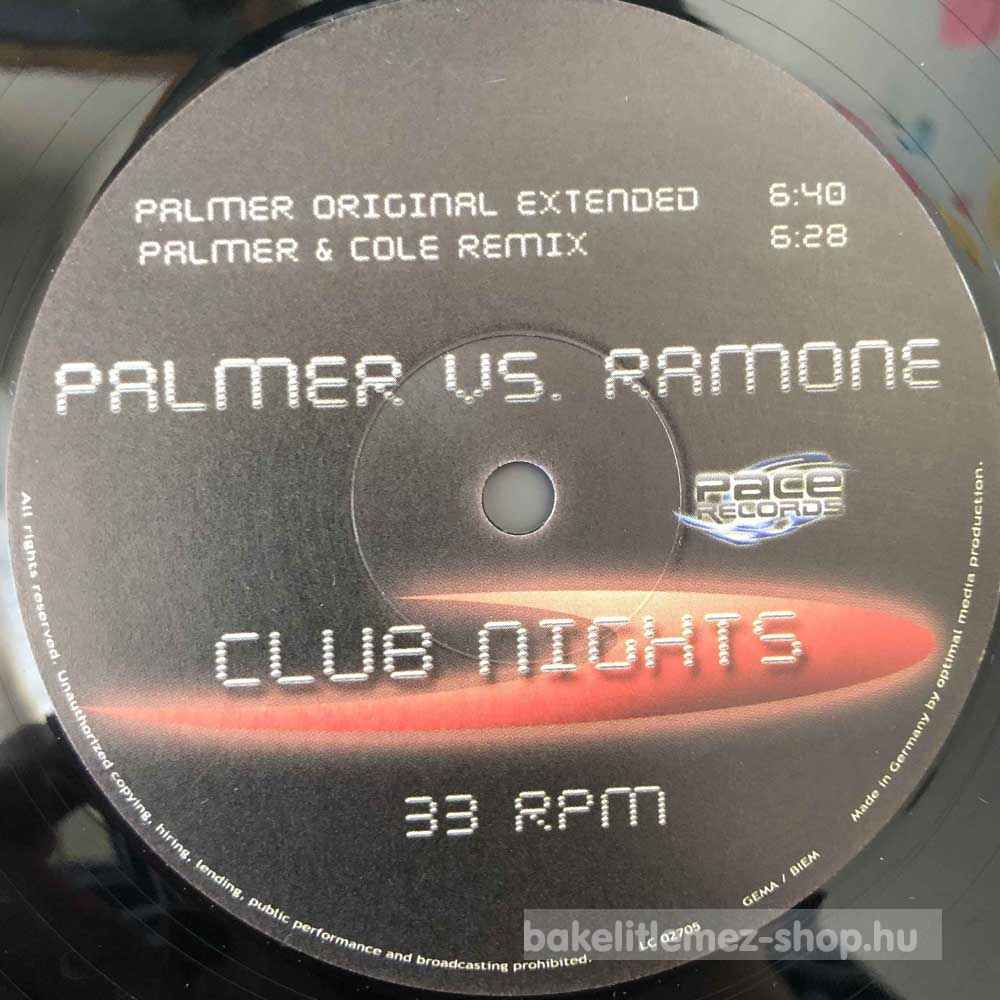 PALMER ORIGINAL EXTENDED 6:40
PALMER & COLE REMIX 6:28
PALMER VS. RAMONE
PACE
RECORDS
CLUB NIGHTS
33 RPM
All rights reserved. Unauthorized copying, hiring, lending, public performance and broadcasting prohibited.
LC 02705
GEMA / BIEM
Made in Germany by optimal media production.
bakelitlemez-shop.hu